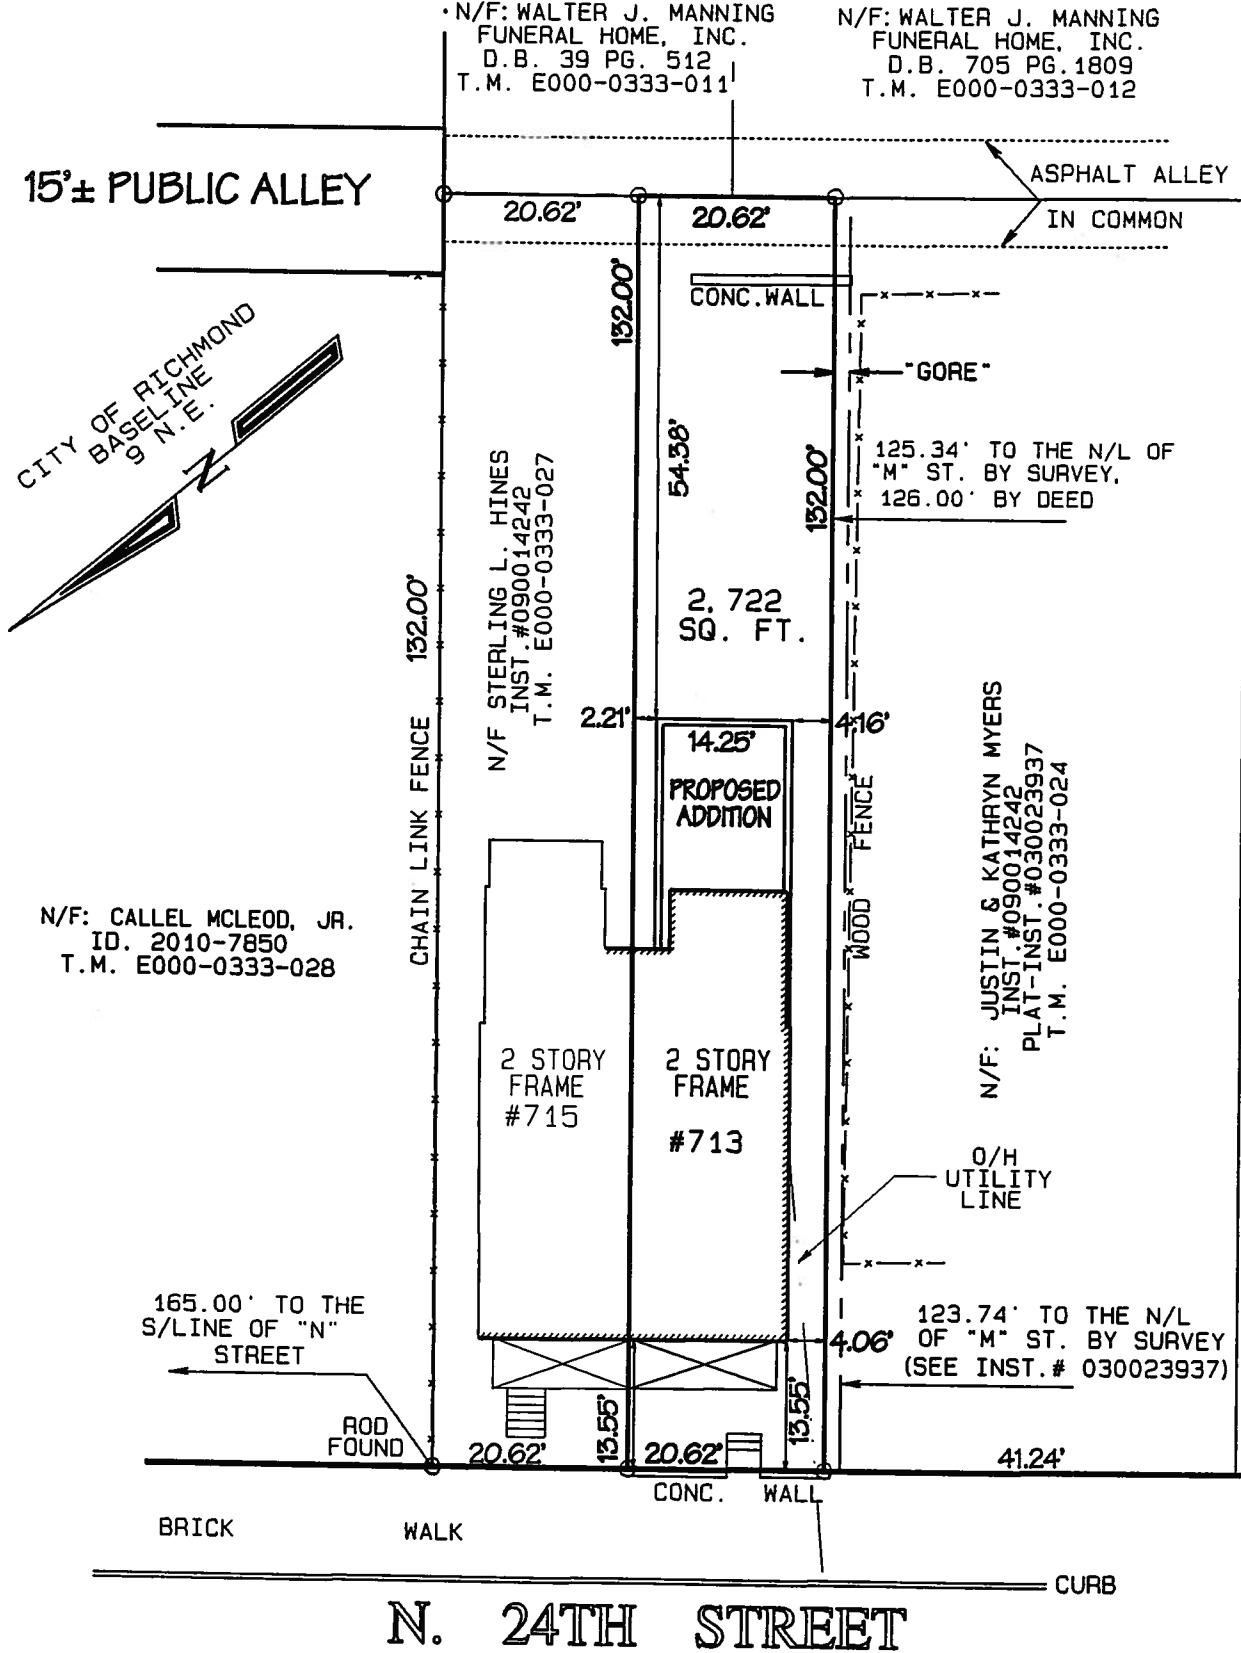 N/F: WALTER J. MANNING
FUNERAL HOME, INC.
D.B. 39 PG. 512
T.M. E000-0333-011
N/F: WALTER J. MANNING
FUNERAL HOME, INC.
D.B. 705 PG.1809
T.M. E000-0333-012
15'± PUBLIC ALLEY
ASPHALT ALLEY
IN COMMON
20.62'
20.62'
132.00'
CONC.WALL
"GORE"
CITY OF RICHMOND
BASELINE
9 N.E.
N
54.38'
132.00'
125.34' TO THE N/L OF
"M" ST. BY SURVEY,
126.00' BY DEED
N/F STERLING L. HINES
INST.#090014242
T.M. E000-0333-027
132.00'
2,722
SQ. FT.
2.21'
14.25'
4.16'
PROPOSED
ADDITION
CHAIN LINK FENCE
WOOD FENCE
N/F: JUSTIN & KATHRYN MYERS
INST.#090014242
PLAT-INST.#030023937
T.M. E000-0333-024
N/F: CALLEL MCLEOD, JR.
ID. 2010-7850
T.M. E000-0333-028
2 STORY
FRAME
#715
2 STORY
FRAME
#713
O/H
UTILITY
LINE
165.00' TO THE
S/LINE OF "N"
STREET
123.74' TO THE N/L
OF "M" ST. BY SURVEY
(SEE INST.# 030023937)
4.06'
13.55'
13.55'
ROD
FOUND
20.62'
20.62'
41.24'
CONC. WALL
BRICK WALK
CURB
N. 24TH STREET